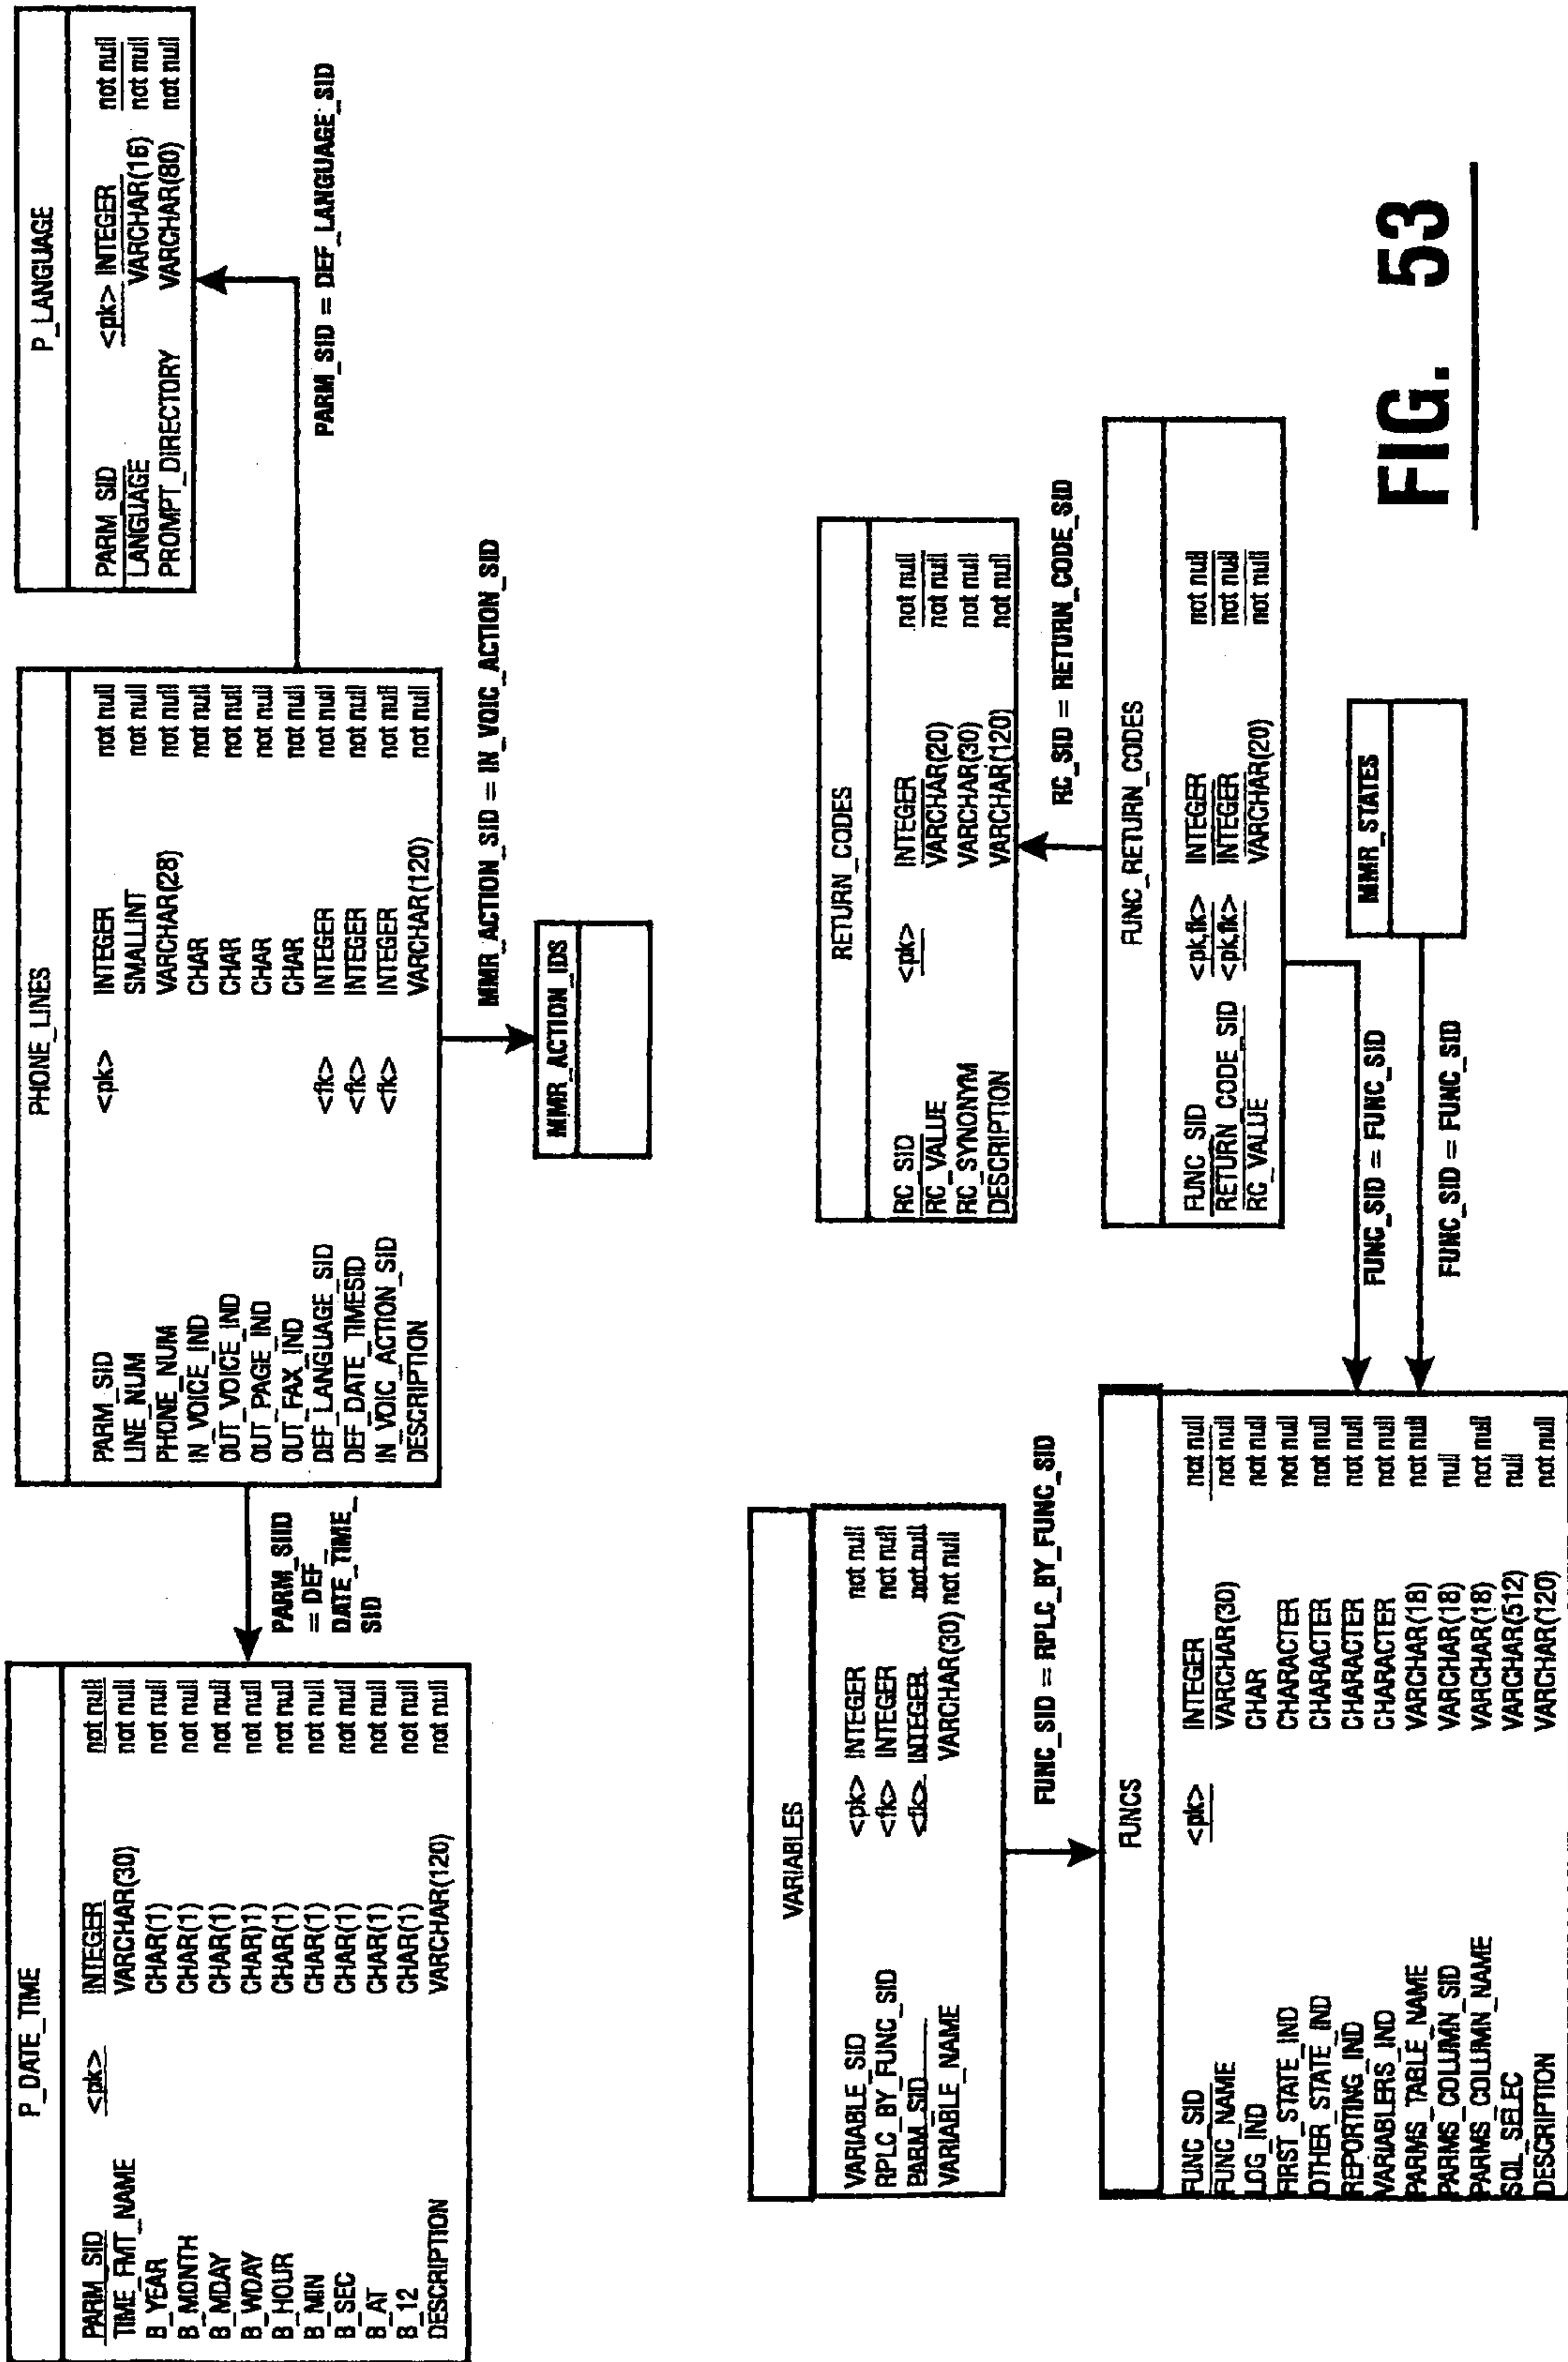 P_DATE_TIME
PARM_SID <pk> INTEGER not null
TIME_FMT_NAME VARCHAR(30) not null
B_YEAR CHAR(1) not null
B_MONTH CHAR(1) not null
B_MDAY CHAR(1) not null
B_WDAY CHAR)1) not null
B_HOUR CHAR(1) not null
B_MIN CHAR(1) not null
B_SEC CHAR(1) not null
B_AT CHAR(1) not null
B_12 CHAR(1) not null
DESCRIPTION VARCHAR(120) not null
PARM_SIID
= DEF_
DATE_TIME_
SID
PHONE_LINES
PARM_SID <pk> INTEGER not null
LINE_NUM SMALLINT not null
PHONE_NUM VARCHAR(28) not null
IN_VOICE_IND CHAR not null
OUT_VOICE_IND CHAR not null
OUT_PAGE_IND CHAR not null
OUT_FAX_IND CHAR not null
DEF_LANGUAGE_SID <fk> INTEGER not null
DEF_DATE_TIMESID <fk> INTEGER not null
IN_VOIC_ACTION_SID <fk> INTEGER not null
DESCRIPTION VARCHAR(120) not null
P_LANGUAGE
PARM_SID <pk> INTEGER not null
LANGUAGE VARCHAR(16) not null
PROMPT_DIRECTORY VARCHAR(80) not null
PARM_SID = DEF_LANGUAGE_SID
MMR_ACTION_SID = IN_VOIC_ACTION_SID
MMR_ACTION_IDS
VARIABLES
VARIABLE_SID <pk> INTEGER not null
RPLC_BY_FUNC_SID <fk> INTEGER not null
PARM_SID <fk> INTEGER not null
VARIABLE_NAME VARCHAR(30) not null
FUNC_SID = RPLC_BY_FUNC_SID
RETURN_CODES
RC_SID <pk> INTEGER not null
RC_VALUE VARCHAR(20) not null
RC_SYNONYM VARCHAR(30) not null
DESCRIPTION VARCHAR(120) not null
RC_SID = RETURN_CODE_SID
FUNC_RETURN_CODES
FUNC_SID <pk,fk> INTEGER not null
RETURN_CODE_SID <pk,fk> INTEGER not null
RC_VALUE VARCHAR(20) not null
FUNC_SID = FUNC_SID
MMR_STATES
FUNC_SID = FUNC_SID
FUNCS
FUNC_SID <pk> INTEGER not null
FUNC_NAME VARCHAR(30) not null
LOG_IND CHAR not null
FIRST_STATE_IND CHARACTER not null
OTHER_STATE_IND CHARACTER not null
REPORTING_IND CHARACTER not null
VARIABLERS_IND CHARACTER not null
PARMS_TABLE_NAME VARCHAR(18) not null
PARMS_COLUMN_SID VARCHAR(18) null
PARMS_COLUMN_NAME VARCHAR(18) not null
SQL_SELEC VARCHAR(512) null
DESCRIPTION VARCHAR(120) not null
FIG. 53